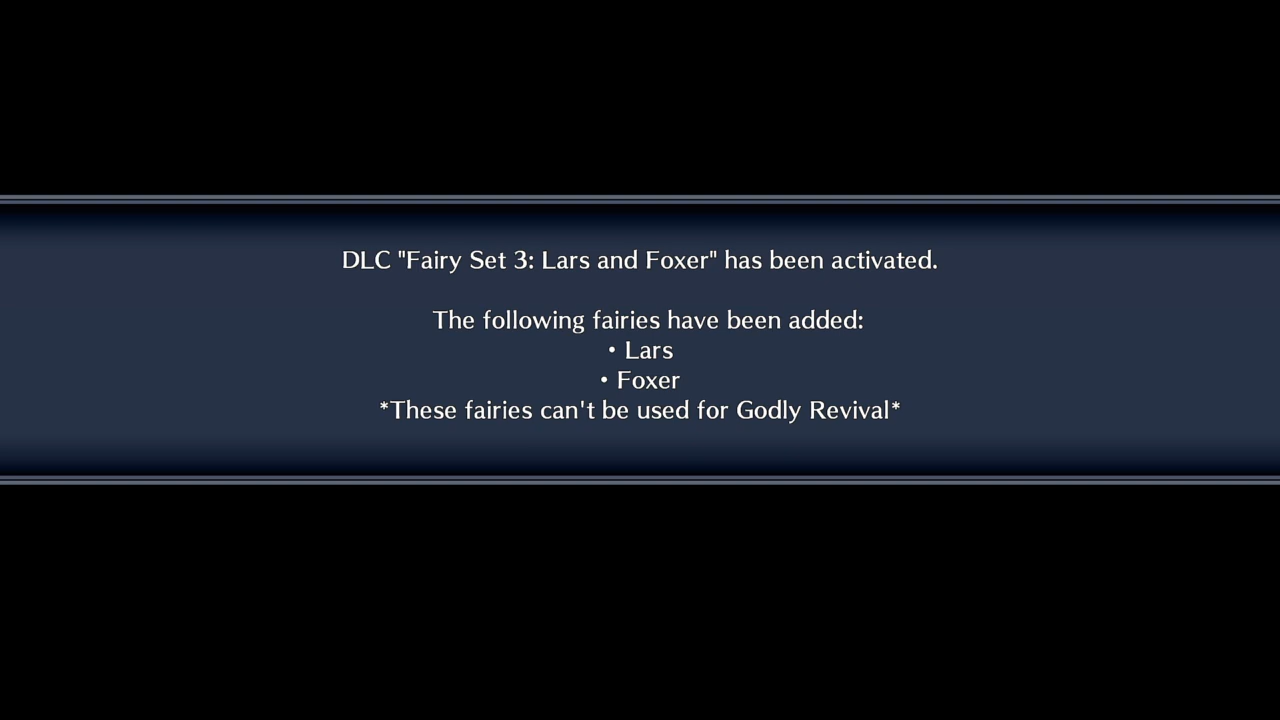 DLC "Fairy Set 3: Lars and Foxer" has been activated.
The following fairies have been added:
• Lars
• Foxer
*These fairies can't be used for Godly Revival*